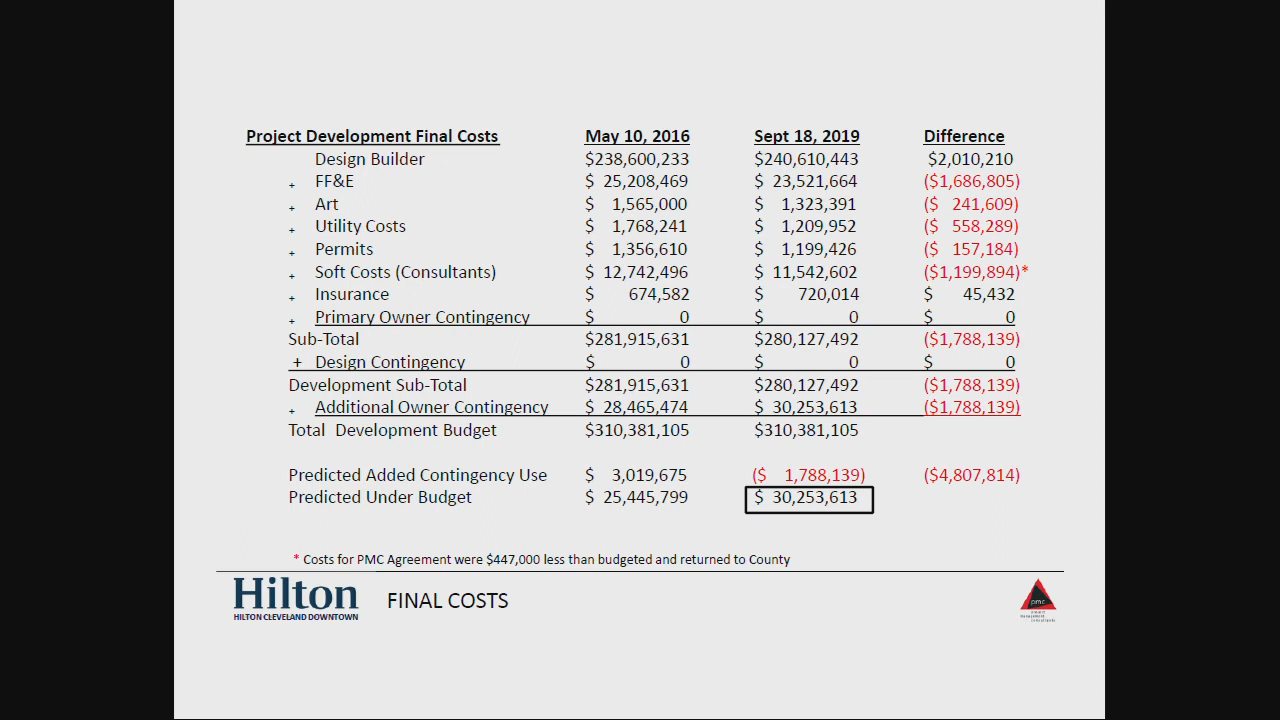 Project Development Final Costs May 10, 2016 Sept 18, 2019 Difference
Design Builder $238,600,233 $240,610,443 $2,010,210
+ FF&E $ 25,208,469 $ 23,521,664 ($1,686,805)
+ Art $ 1,565,000 $ 1,323,391 ($ 241,609)
+ Utility Costs $ 1,768,241 $ 1,209,952 ($ 558,289)
+ Permits $ 1,356,610 $ 1,199,426 ($ 157,184)
+ Soft Costs (Consultants) $ 12,742,496 $ 11,542,602 ($1,199,894)*
+ Insurance $ 674,582 $ 720,014 $ 45,432
+ Primary Owner Contingency $ 0 $ 0 $ 0
Sub-Total $281,915,631 $280,127,492 ($1,788,139)
+ Design Contingency $ 0 $ 0 $ 0
Development Sub-Total $281,915,631 $280,127,492 ($1,788,139)
+ Additional Owner Contingency $ 28,465,474 $ 30,253,613 ($1,788,139)
Total Development Budget $310,381,105 $310,381,105
Predicted Added Contingency Use $ 3,019,675 ($ 1,788,139) ($4,807,814)
Predicted Under Budget $ 25,445,799 $ 30,253,613
* Costs for PMC Agreement were $447,000 less than budgeted and returned to County
Hilton
HILTON CLEVELAND DOWNTOWN
FINAL COSTS
pmc
project
management
consultants